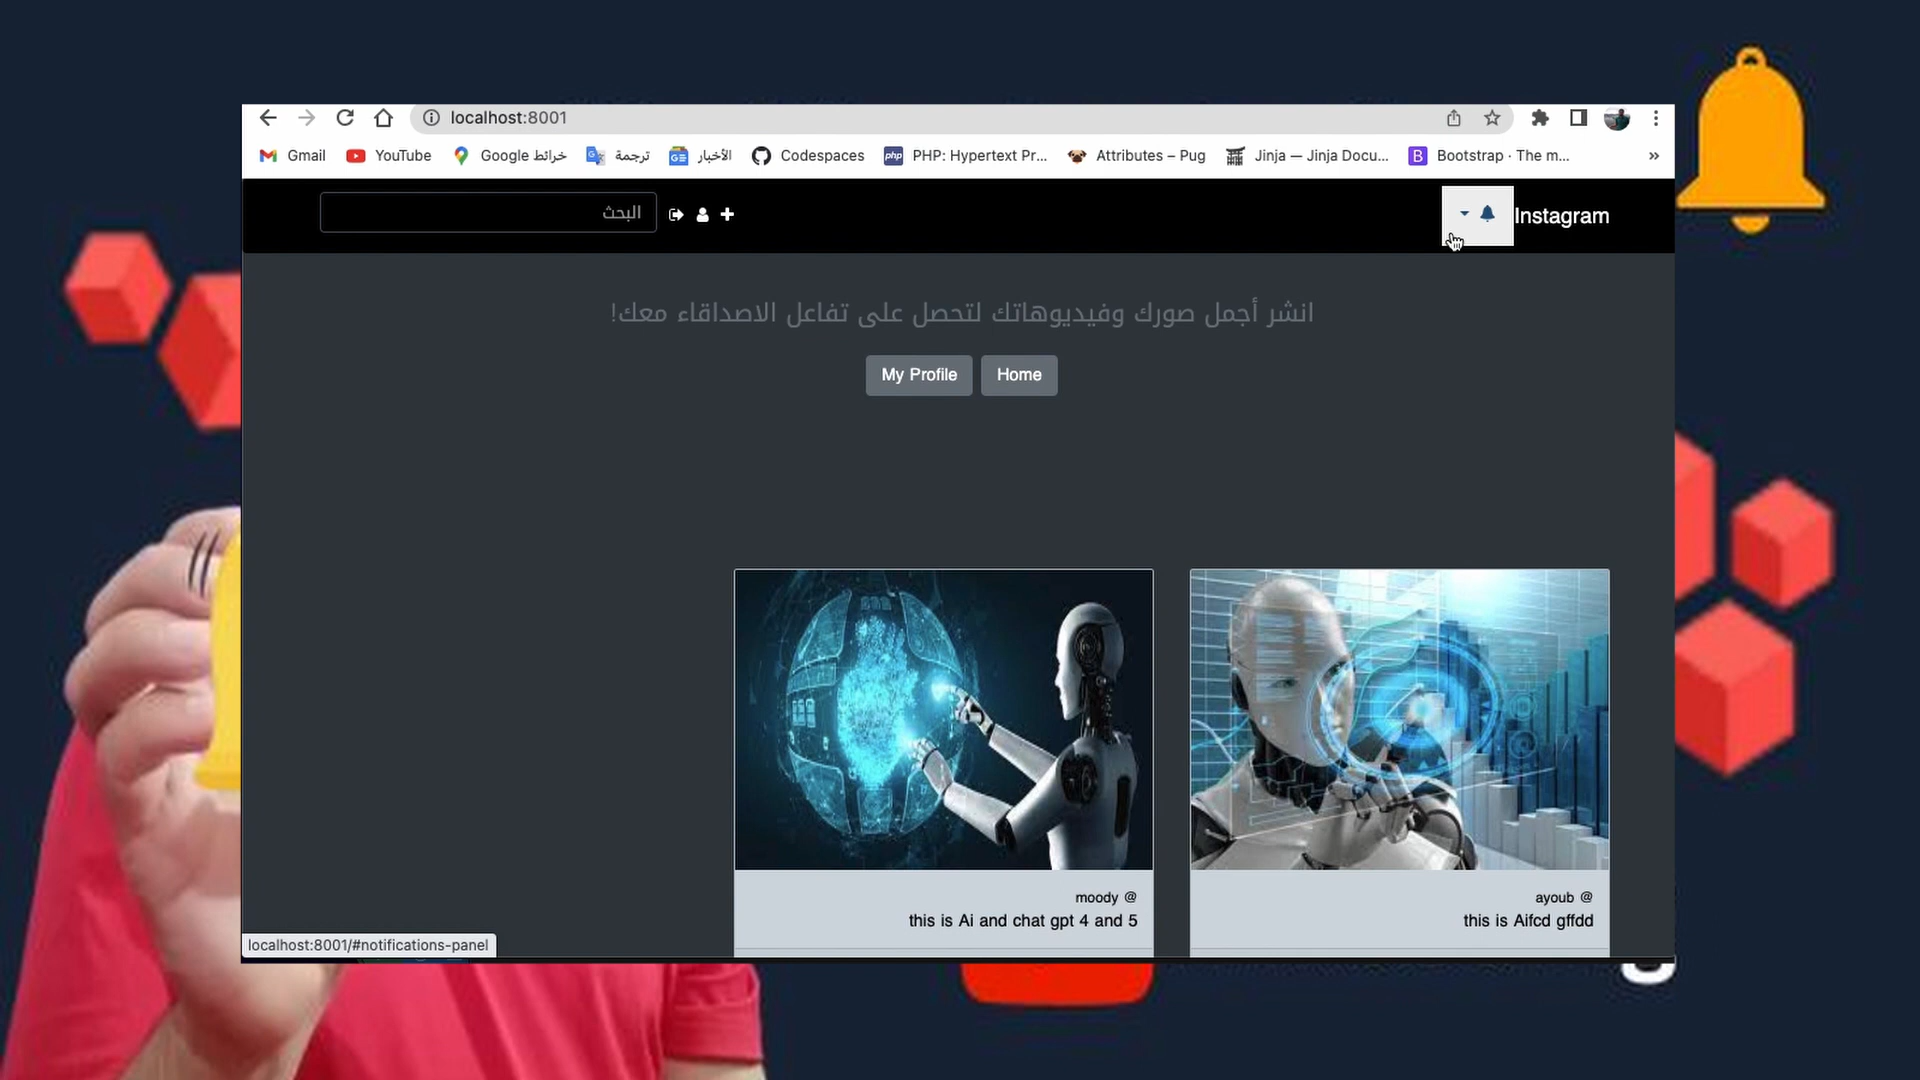 localhost:8001
Gmail
YouTube
خرائط Google
ترجمة
الأخبار
Codespaces
PHP: Hypertext Pr...
Attributes – Pug
Jinja — Jinja Docu...
Bootstrap · The m...
البحث
Instagram
انشر أجمل صورك وفيديوهاتك لتحصل على تفاعل الاصداقاء معك!
My Profile
Home
moody @
this is Ai and chat gpt 4 and 5
ayoub @
this is Aifcd gffdd
localhost:8001/#notifications-panel